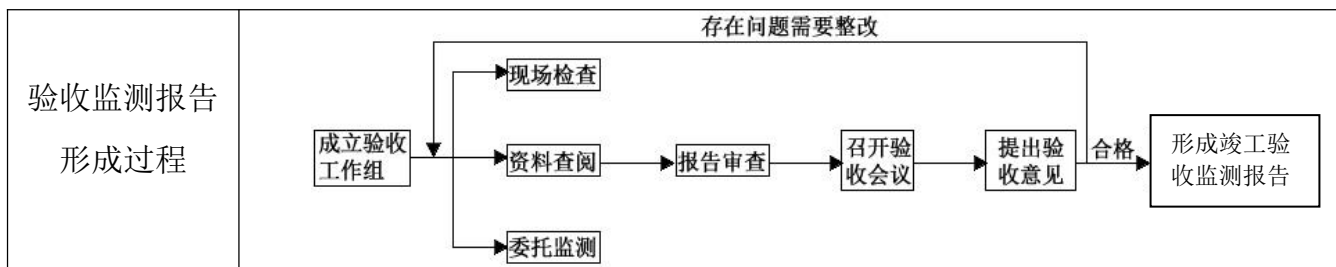 验收监测报告
形成过程
存在问题需要整改
现场检查
成立验收
工作组
资料查阅
报告审查
召开验
收会议
提出验
收意见
合格
形成竣工验
收监测报告
委托监测